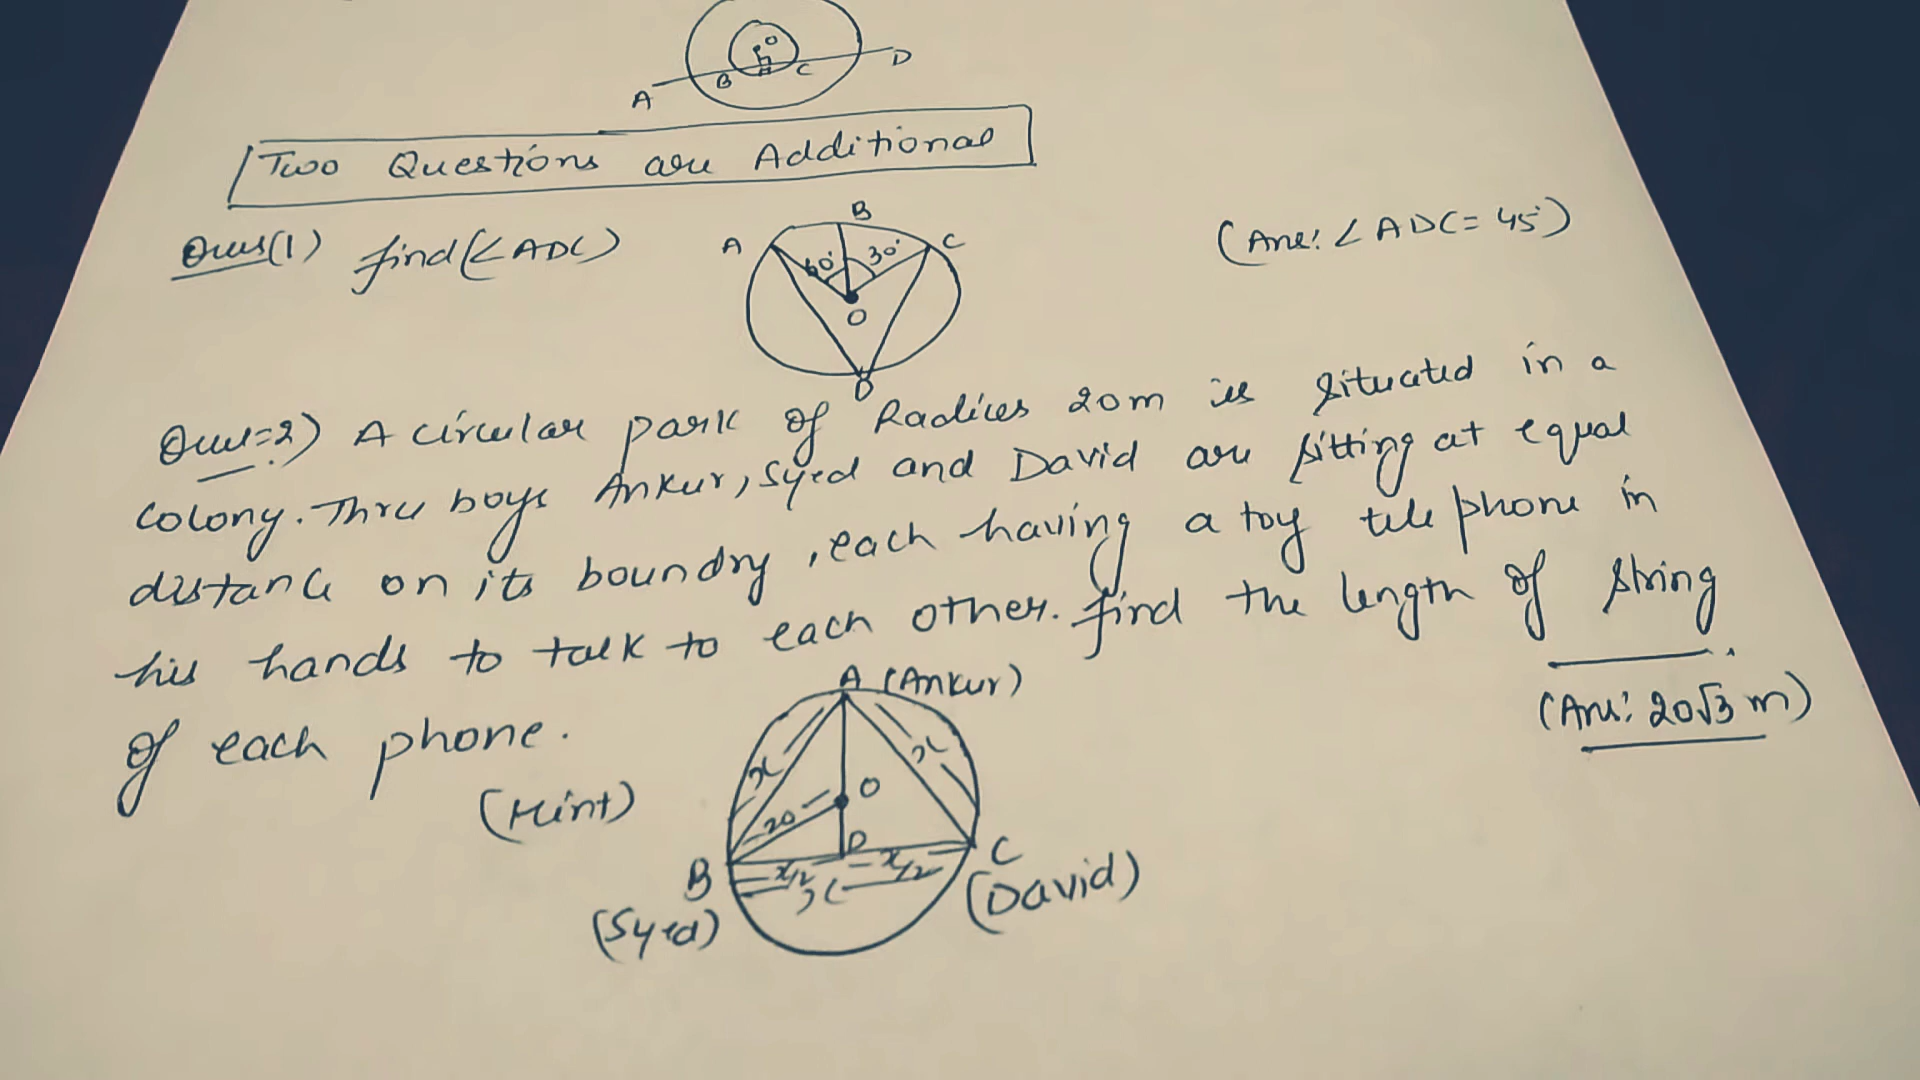 O
B C D
A
Two Questions are Additional
Ques(1) find(∠ADC)
(Ans: ∠ADC = 45°)
B
A C
60° 30°
O
D
Ques=2) A circular park of Radius 20m is situated in a
colony. Three boys Ankur, Syed and David are sitting at equal
distance on its boundry, each having a toy telephone in
his hands to talk to each other. find the length of string
of each phone.
(Ans: 20√3 m)
(Hint)
A (Ankur)
x x
O
20
D
B C
x/2 x/2
x
(Syed) (David)